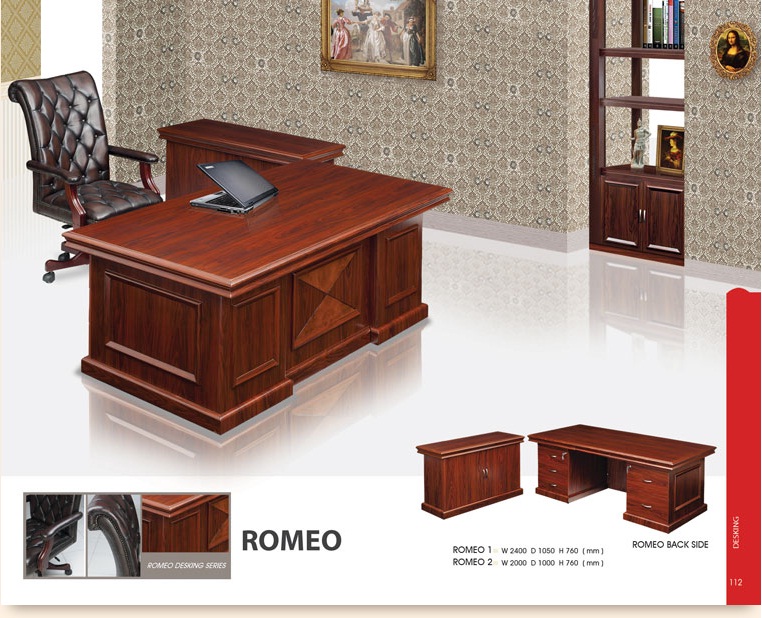 ROMEO DESKING SERIES
ROMEO
ROMEO 1 W 2400 D 1050 H 760 ( mm )
ROMEO 2 W 2000 D 1000 H 760 ( mm )
ROMEO BACK SIDE
DESKING
112